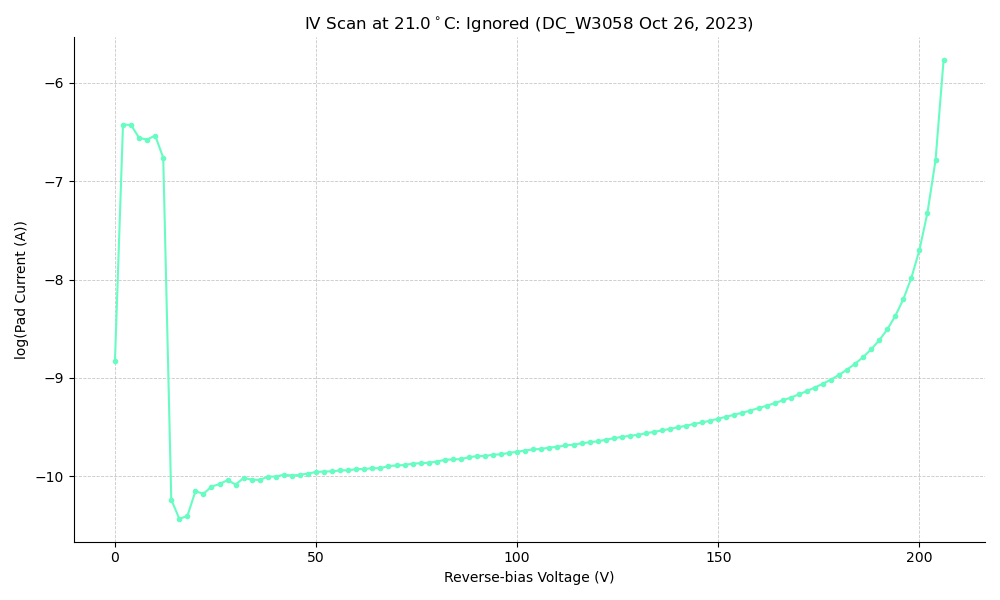 IV Scan at 21.0°C: Ignored (DC_W3058 Oct 26, 2023)
log(Pad Current (A))
−6
−7
−8
−9
−10
0 50 100 150 200
Reverse-bias Voltage (V)